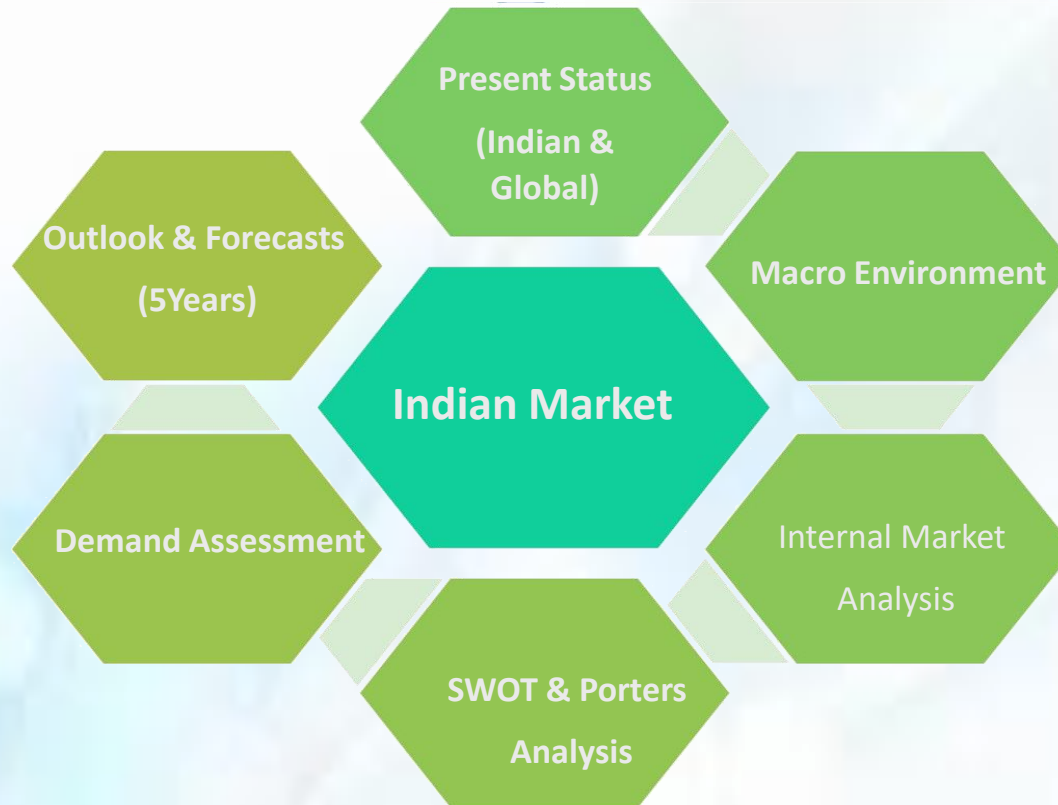 Present Status
(Indian &
Global)
Macro Environment
Internal Market
Analysis
SWOT & Porters
Analysis
Demand Assessment
Outlook & Forecasts
(5Years)
Indian Market